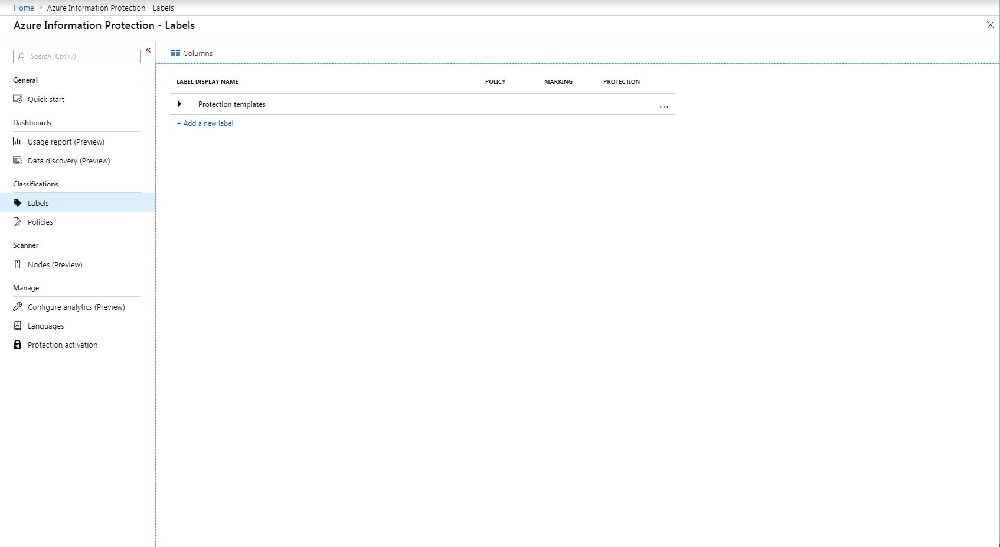 Home > Azure Information Protection - Labels
Azure Information Protection - Labels
Search (Ctrl+/)
General
Quick start
Dashboards
Usage report (Preview)
Data discovery (Preview)
Classifications
Labels
Policies
Scanner
Nodes (Preview)
Manage
Configure analytics (Preview)
Languages
Protection activation
Columns
LABEL DISPLAY NAME POLICY MARKING PROTECTION
Protection templates ...
+ Add a new label